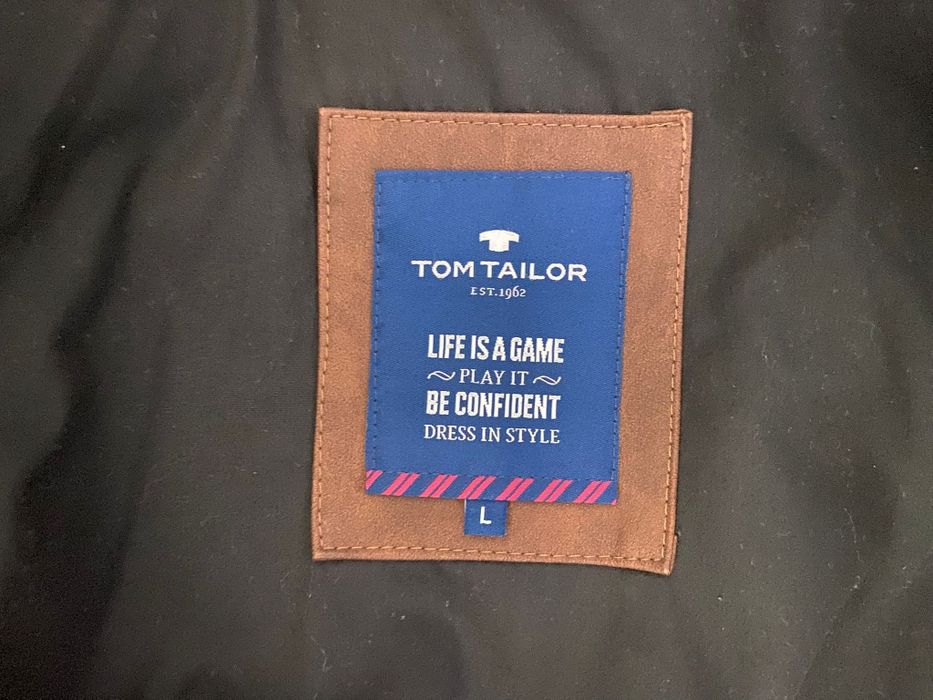 TOM TAILOR
EST.1962
LIFE IS A GAME
PLAY IT
BE CONFIDENT
DRESS IN STYLE
L